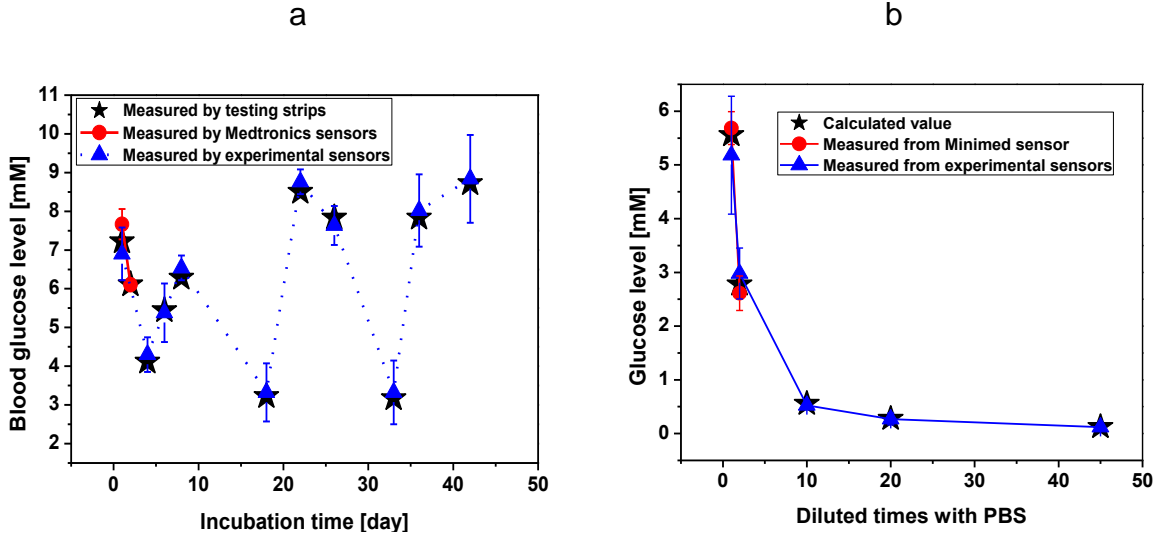 a
b
11
10
9
8
7
6
5
4
3
2
Blood glucose level [mM]
Measured by testing strips
Measured by Medtronics sensors
Measured by experimental sensors
0
10
20
30
40
50
Incubation time [day]
6
5
4
3
2
1
0
Glucose level [mM]
Calculated value
Measured from Minimed sensor
Measured from experimental sensors
0
10
20
30
40
50
Diluted times with PBS